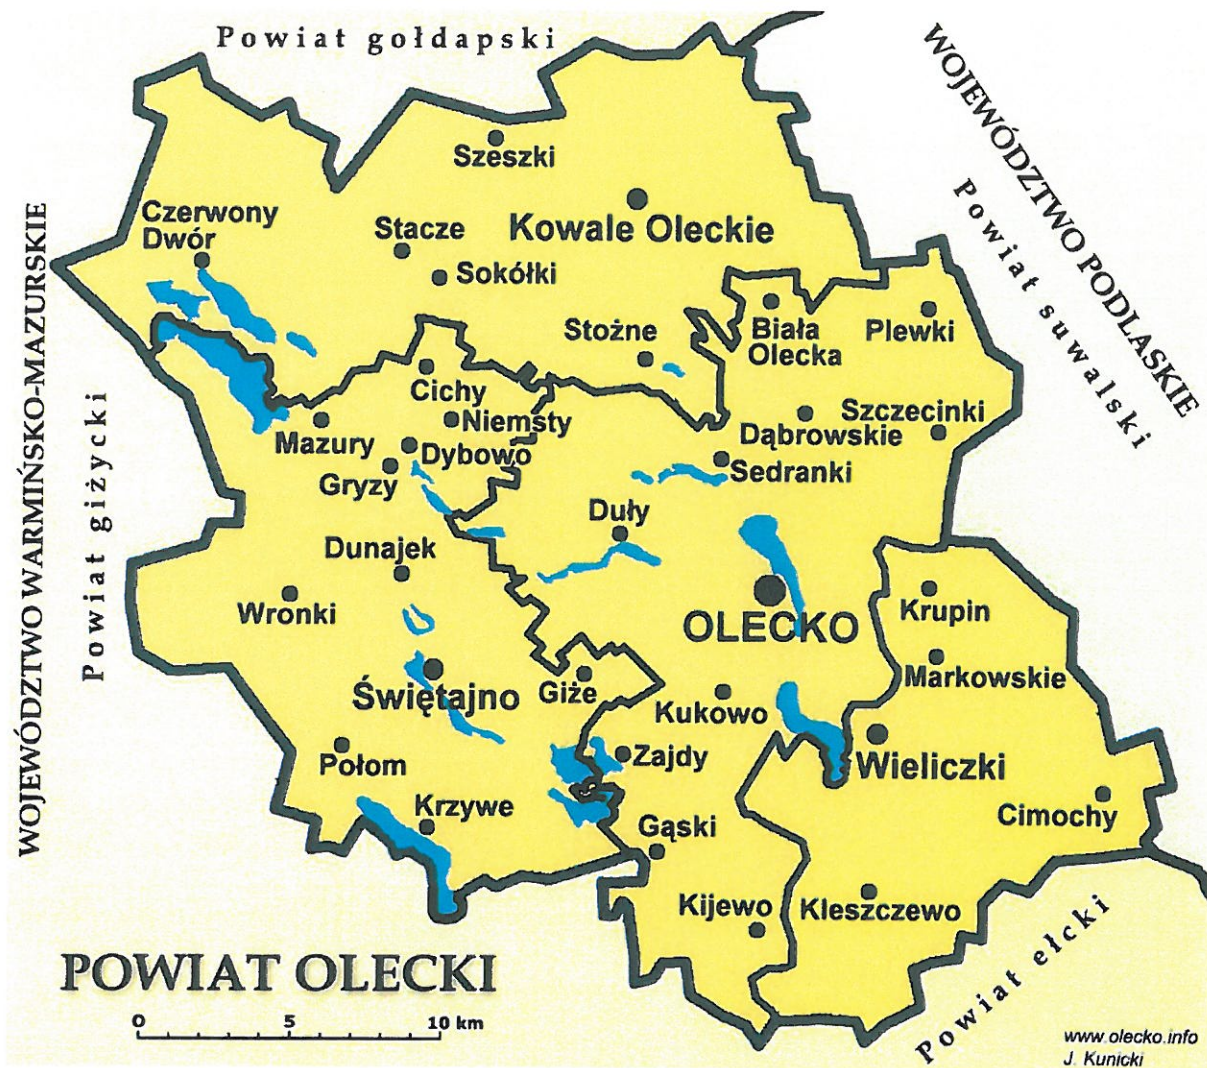 Powiat gołdapski
WOJEWÓDZTWO PODLASKIE
Powiat suwalski
WOJEWÓDZTWO WARMIŃSKO-MAZURSKIE
Powiat giżycki
Szeszki
Czerwony
Dwór
Stacze
Kowale Oleckie
Sokółki
Stożne
Biała
Olecka
Plewki
Cichy
Mazury
Niemsty
Szczecinki
Dąbrowskie
Dybowo
Gryzy
Sedranki
Duły
Dunajek
Wronki
OLECKO
Krupin
Markowskie
Świętajno
Giże
Kukowo
Połom
Zajdy
Wieliczki
Krzywe
Gąski
Cimochy
Kijewo
Kleszczewo
Powiat ełcki
POWIAT OLECKI
0 5 10 km
www.olecko.info
J. Kunicki